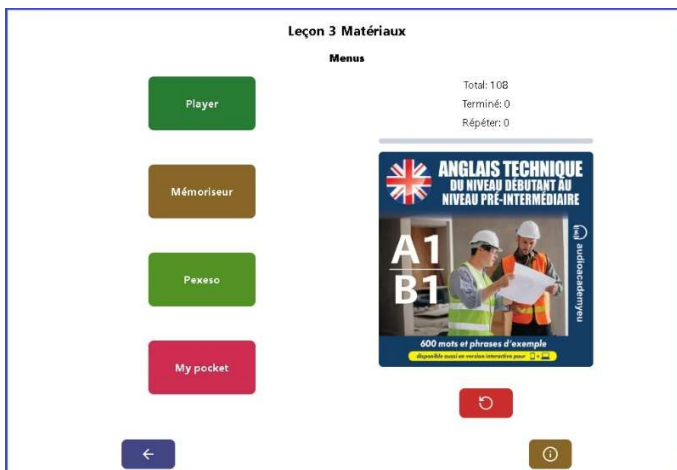 Leçon 3 Matériaux
Menus
Player
Mémoriseur
Pexeso
My pocket
Total: 108
Terminé: 0
Répéter: 0
ANGLAIS TECHNIQUE
DU NIVEAU DÉBUTANT AU
NIVEAU PRÉ-INTERMÉDIAIRE
A1
B1
audioacademyeu
600 mots et phrases d'exemple
disponible aussi en version interactive pour